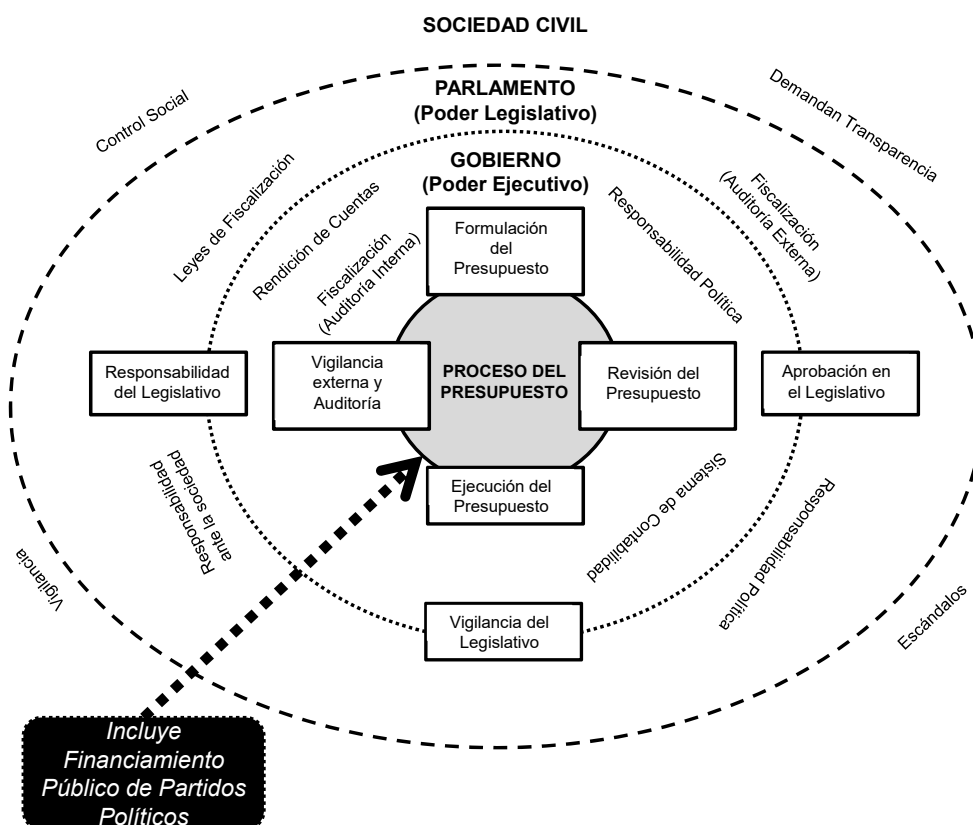 SOCIEDAD CIVIL
PARLAMENTO
(Poder Legislativo)
GOBIERNO
(Poder Ejecutivo)
Control Social
Demandan Transparencia
Leyes de Fiscalización
Rendición de Cuentas
Fiscalización
(Auditoría Interna)
Responsabilidad Política
Fiscalización
(Auditoría Externa)
Formulación
del
Presupuesto
Responsabilidad
del Legislativo
Vigilancia
externa y
Auditoría
PROCESO DEL
PRESUPUESTO
Revisión del
Presupuesto
Aprobación en
el Legislativo
Ejecución del
Presupuesto
Responsabilidad
ante la sociedad
Sistema de Contabilidad
Responsabilidad Política
Vigilancia
Escándalos
Vigilancia del
Legislativo
Incluye
Financiamiento
Público de Partidos
Políticos